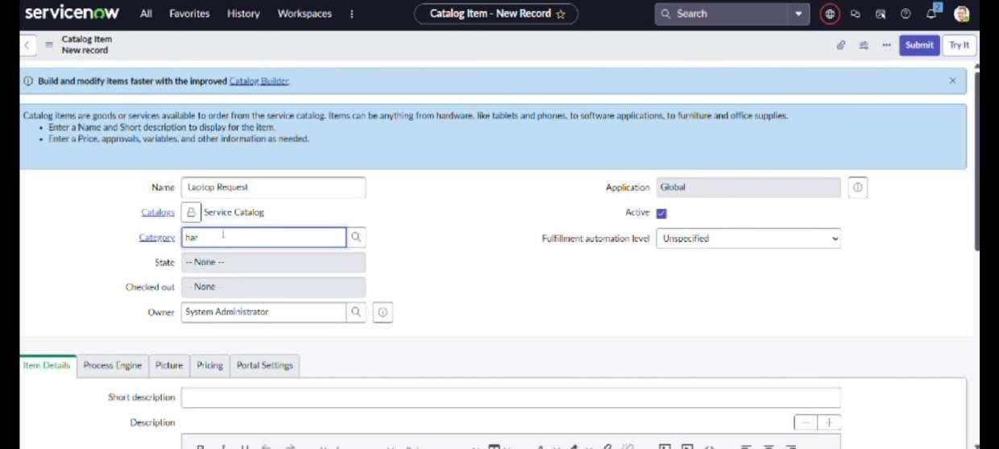 servicenow All Favorites History Workspaces Catalog Item - New Record Search 2
Catalog Item
New record
Submit Try It
Build and modify items faster with the improved Catalog Builder.
Catalog items are goods or services available to order from the service catalog. Items can be anything from hardware, like tablets and phones, to software applications, to furniture and office supplies.
• Enter a Name and Short description to display for the item.
• Enter a Price, approvals, variables, and other information as needed.
Name Laptop Request Application Global
Catalogs Service Catalog Active
Category har Fulfillment automation level Unspecified
State -- None --
Checked out -- None --
Owner System Administrator
Item Details Process Engine Picture Pricing Portal Settings
Short description
Description